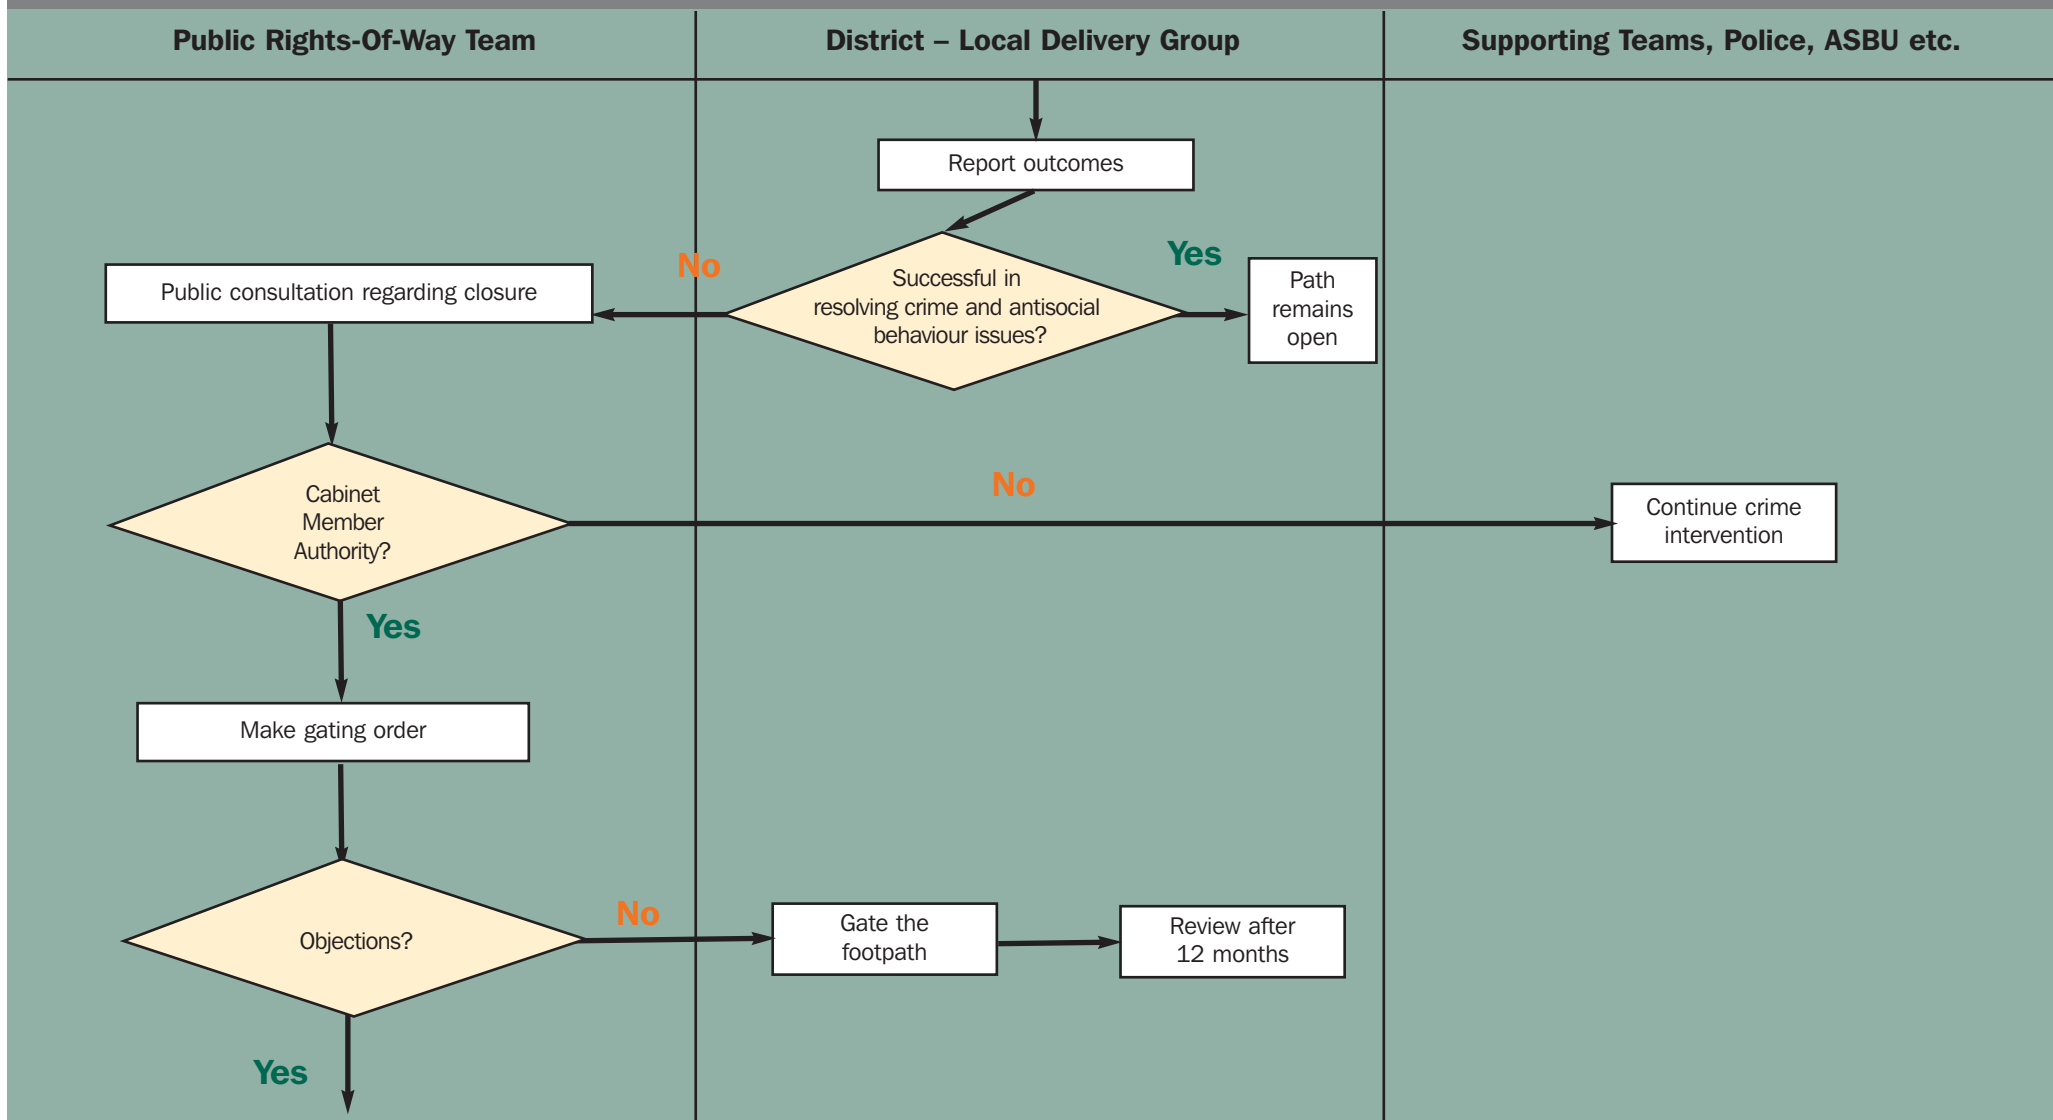 Public Rights-Of-Way Team
District – Local Delivery Group
Supporting Teams, Police, ASBU etc.
Report outcomes
No
Yes
Successful in
resolving crime and antisocial
behaviour issues?
Public consultation regarding closure
Path
remains
open
Cabinet
Member
Authority?
No
Continue crime
intervention
Yes
Make gating order
Objections?
No
Gate the
footpath
Review after
12 months
Yes